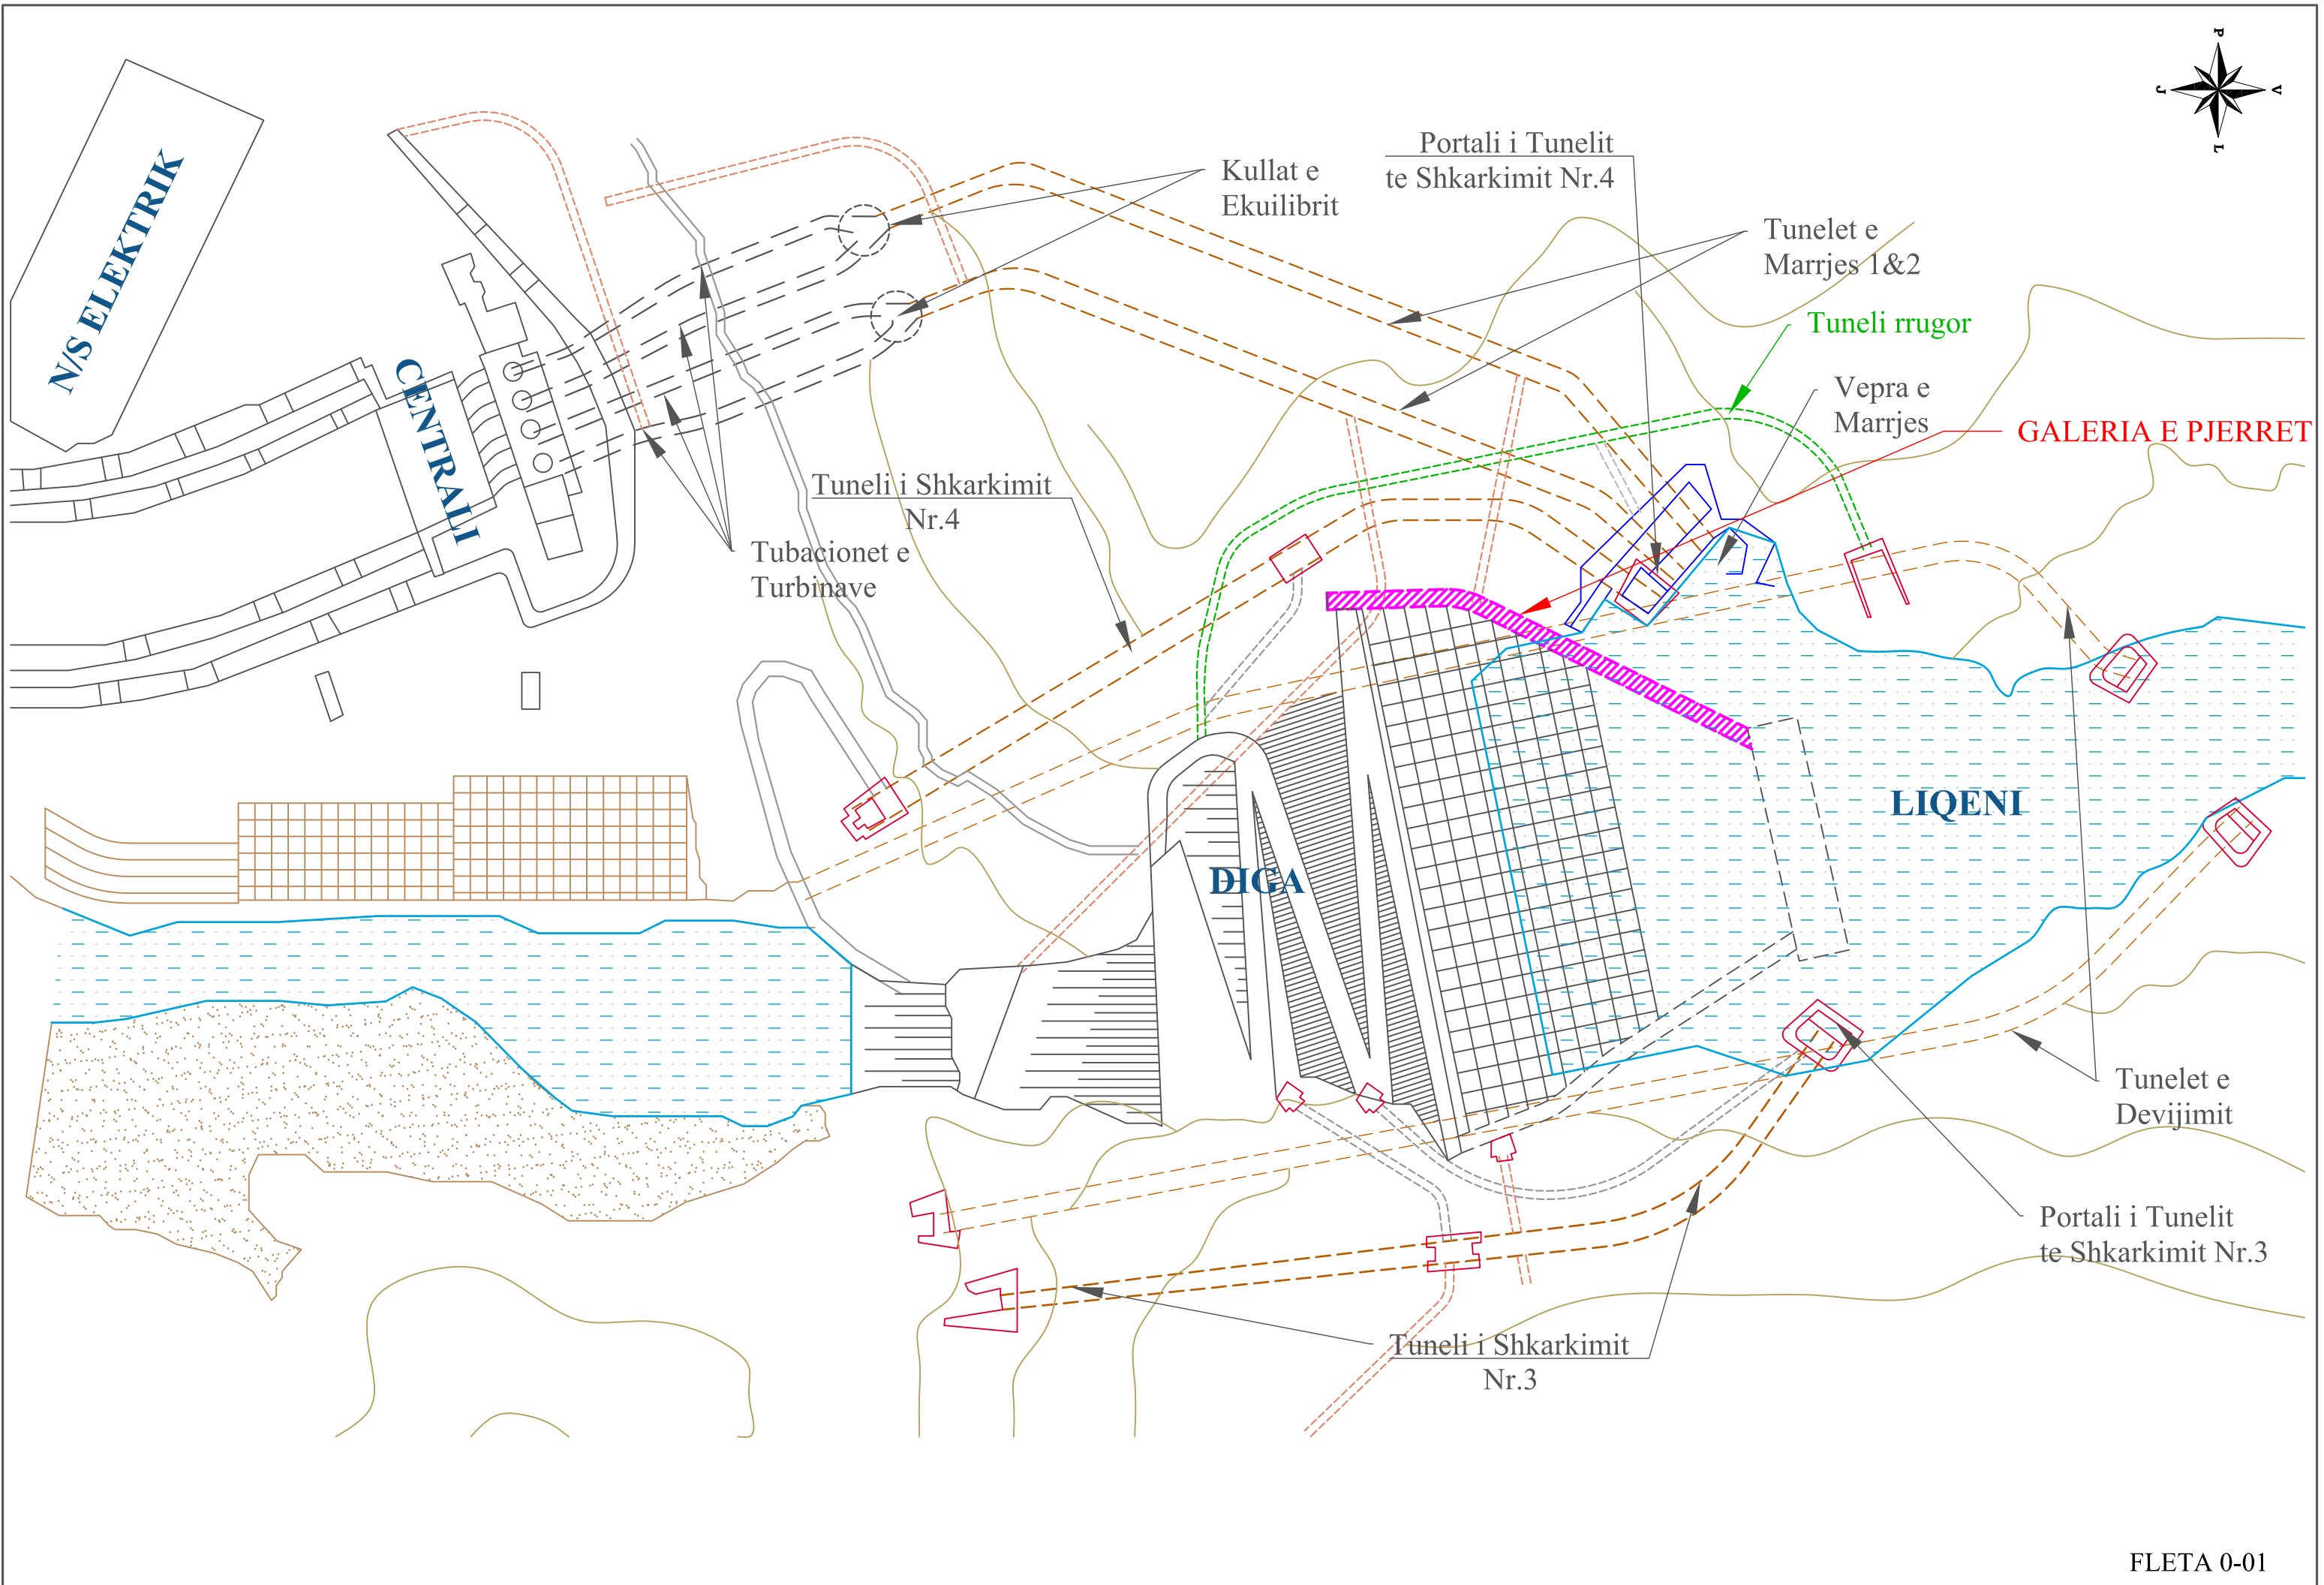 P
J
V
L
N/S ELEKTRIK
CENTRALI
Kullat e
Ekuilibrit
Portali i Tunelit
te Shkarkimit Nr.4
Tunelet e
Marrjes 1&2
Tuneli rrugor
Vepra e
Marrjes
GALERIA E PJERRET
Tuneli i Shkarkimit
Nr.4
Tubacionet e
Turbinave
DIGA
LIQENI
Tunelet e
Devijimit
Portali i Tunelit
te Shkarkimit Nr.3
Tuneli i Shkarkimit
Nr.3
FLETA 0-01